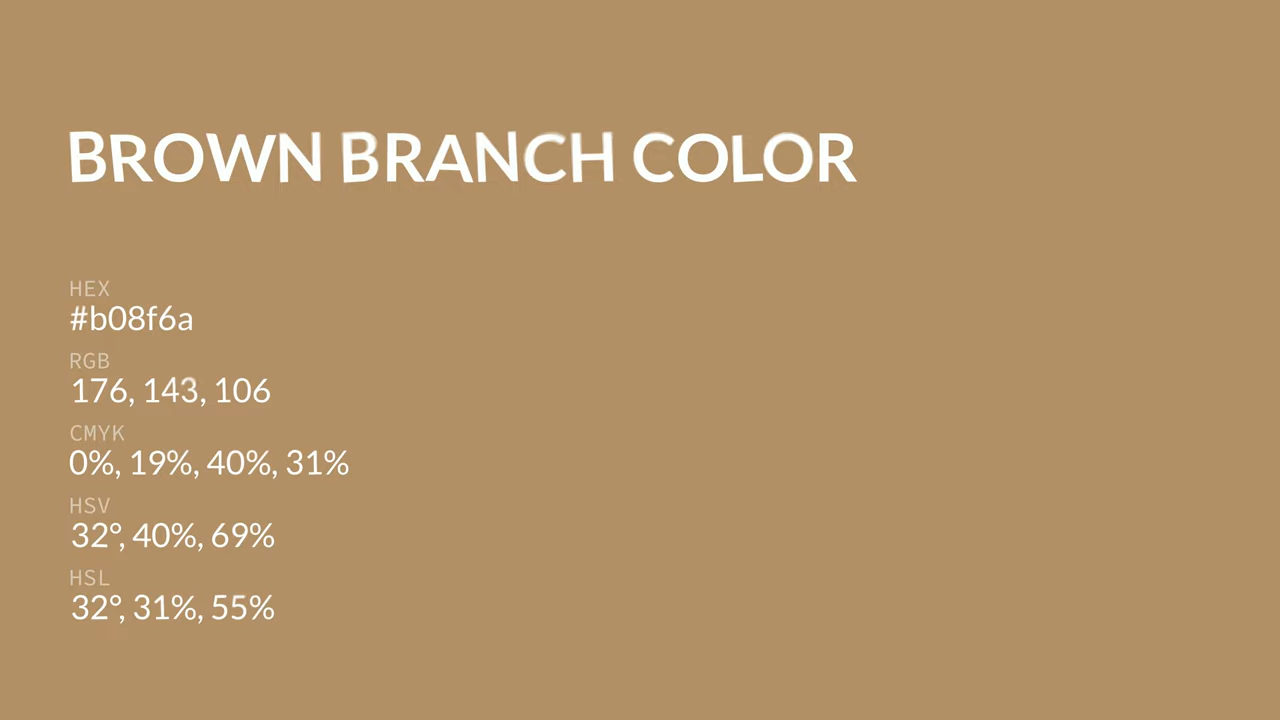 BROWN BRANCH COLOR
HEX
#b08f6a
RGB
176, 143, 106
CMYK
0%, 19%, 40%, 31%
HSV
32°, 40%, 69%
HSL
32°, 31%, 55%